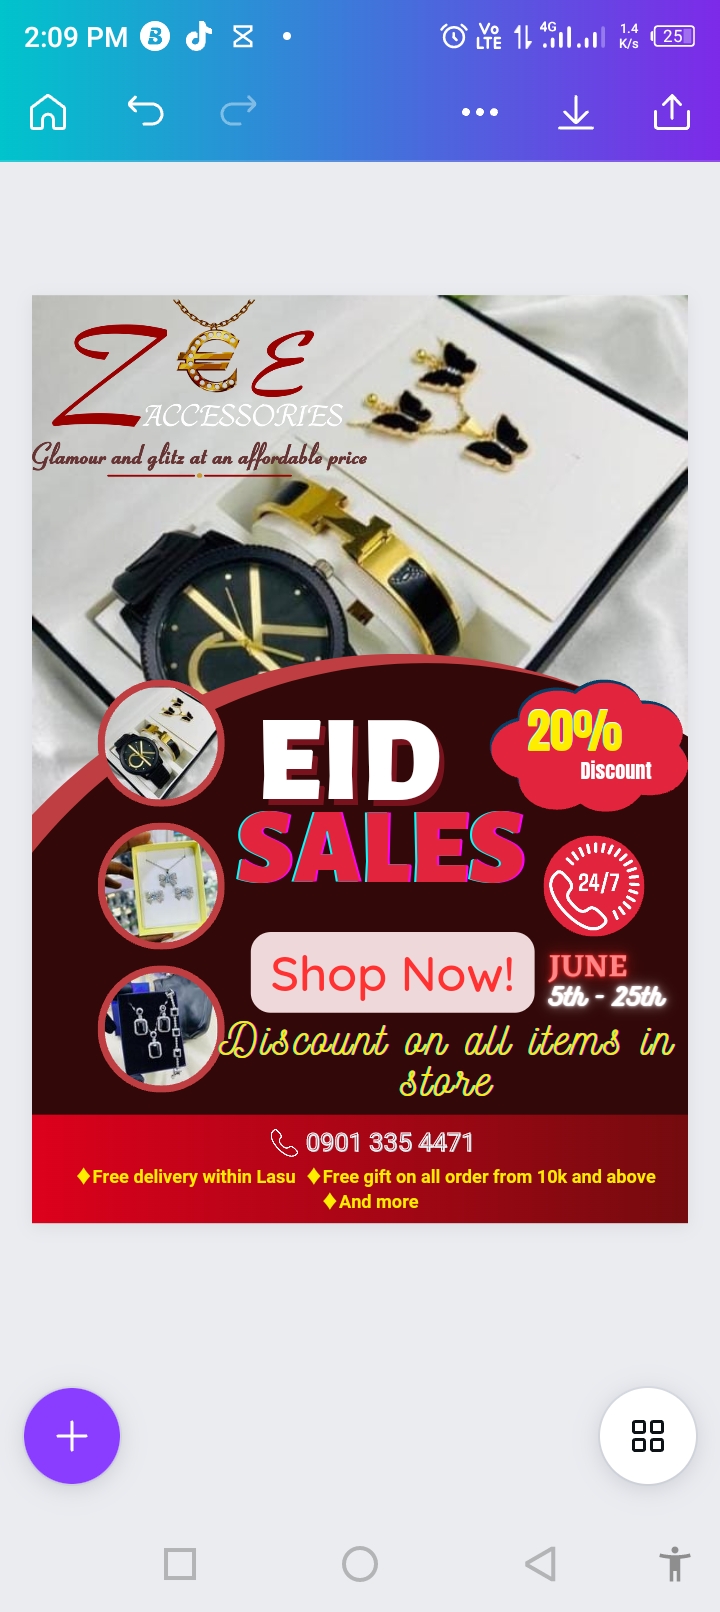 2:09 PM
Vo LTE 4G 1.4 K/s 25
Z€E
ACCESSORIES
Glamour and glitz at an affordable price
EID
SALES
20%
Discount
24/7
Shop Now!
JUNE
5th - 25th
Discount on all items in
store
0901 335 4471
♦Free delivery within Lasu ♦Free gift on all order from 10k and above
♦And more